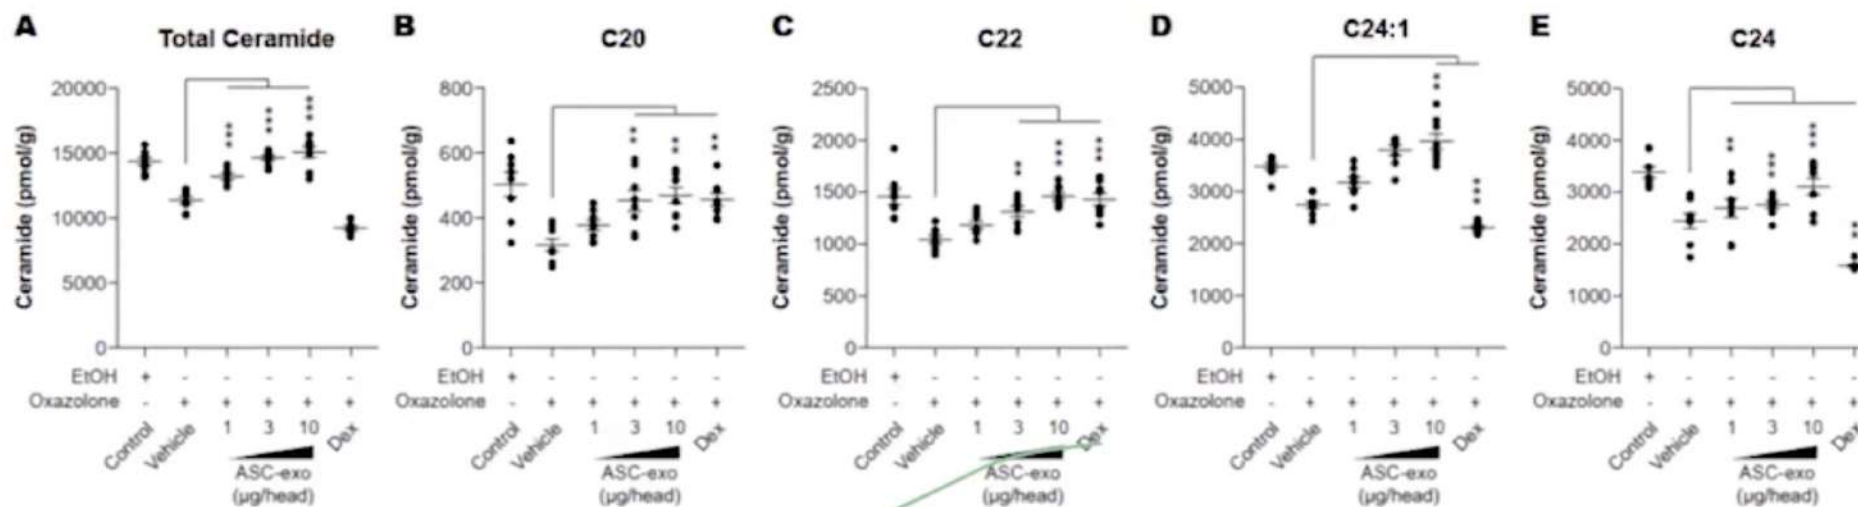 A Total Ceramide
Ceramide (pmol/g)
20000
15000
10000
5000
0
EtOH + - - - - -
Oxazolone - + + + + +
Control Vehicle 1 3 10 Dex
ASC-exo
(µg/head)
B C20
Ceramide (pmol/g)
800
600
400
200
0
EtOH + - - - - -
Oxazolone - + + + + +
Control Vehicle 1 3 10 Dex
ASC-exo
(µg/head)
C C22
Ceramide (pmol/g)
2500
2000
1500
1000
500
0
EtOH + - - - - -
Oxazolone - + + + + +
Control Vehicle 1 3 10 Dex
ASC-exo
(µg/head)
D C24:1
Ceramide (pmol/g)
5000
4000
3000
2000
1000
0
EtOH + - - - - -
Oxazolone - + + + + +
Control Vehicle 1 3 10 Dex
ASC-exo
(µg/head)
E C24
Ceramide (pmol/g)
5000
4000
3000
2000
1000
0
EtOH + - - - - -
Oxazolone - + + + + +
Control Vehicle 1 3 10 Dex
ASC-exo
(µg/head)